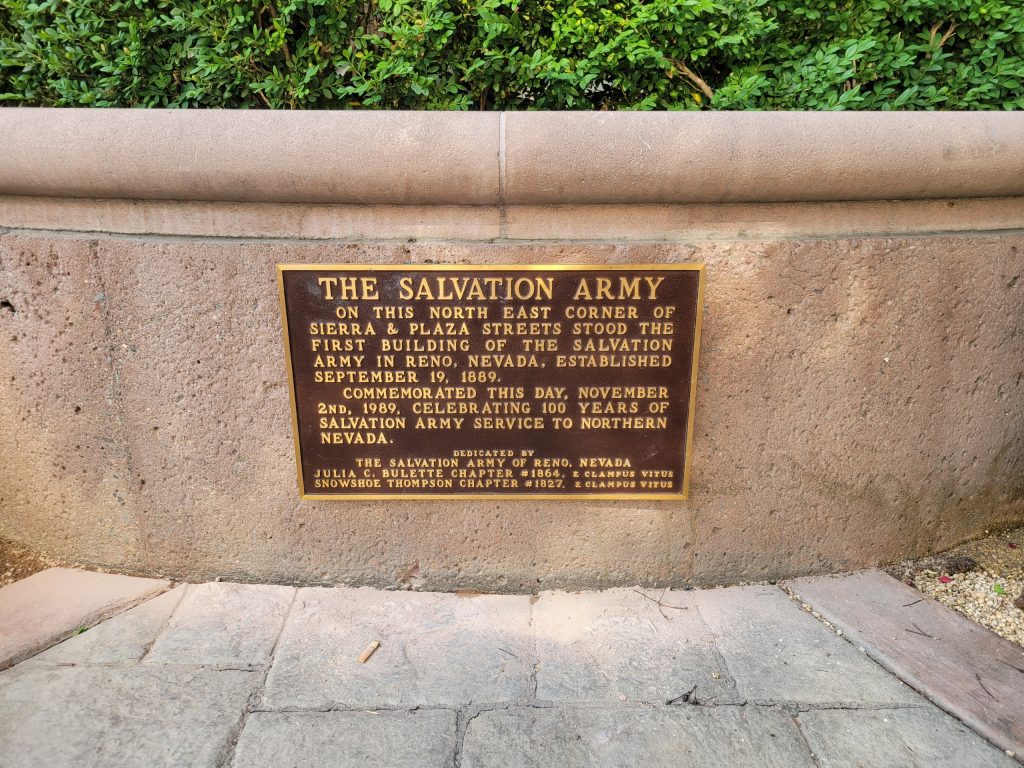 THE SALVATION ARMY
ON THIS NORTH EAST CORNER OF
SIERRA & PLAZA STREETS STOOD THE
FIRST BUILDING OF THE SALVATION
ARMY IN RENO, NEVADA, ESTABLISHED
SEPTEMBER 19, 1889.
COMMEMORATED THIS DAY, NOVEMBER
2ND, 1989, CELEBRATING 100 YEARS OF
SALVATION ARMY SERVICE TO NORTHERN
NEVADA.
DEDICATED BY
THE SALVATION ARMY OF RENO, NEVADA
JULIA C. BULETTE CHAPTER #1864, E CLAMPUS VITUS
SNOWSHOE THOMPSON CHAPTER #1827, E CLAMPUS VITUS